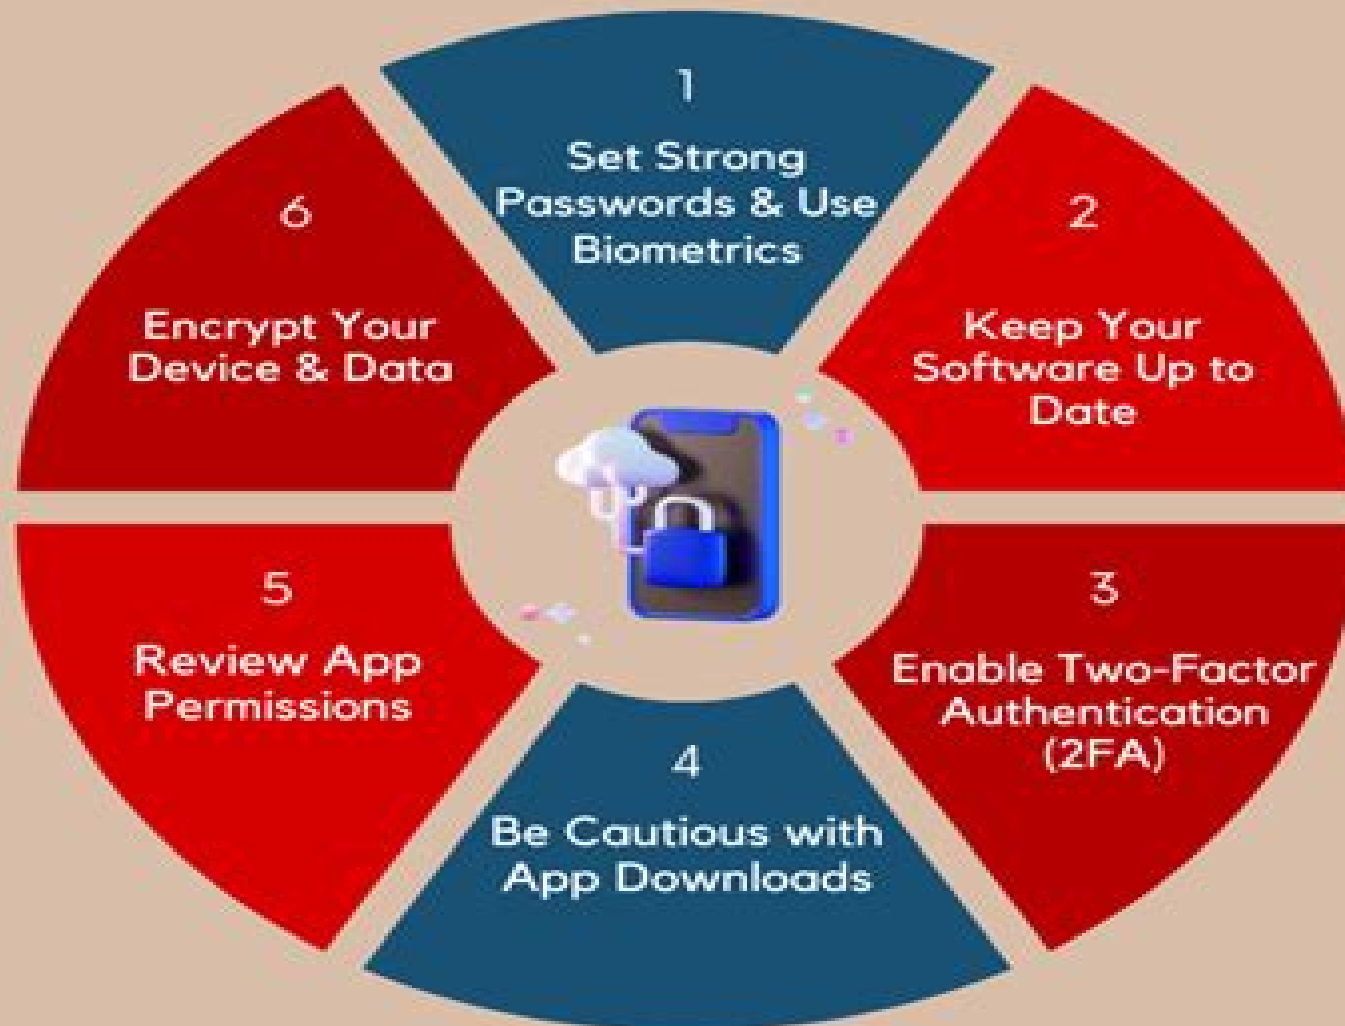 1
Set Strong
Passwords & Use
Biometrics
2
Keep Your
Software Up to
Date
3
Enable Two-Factor
Authentication
(2FA)
4
Be Cautious with
App Downloads
5
Review App
Permissions
6
Encrypt Your
Device & Data